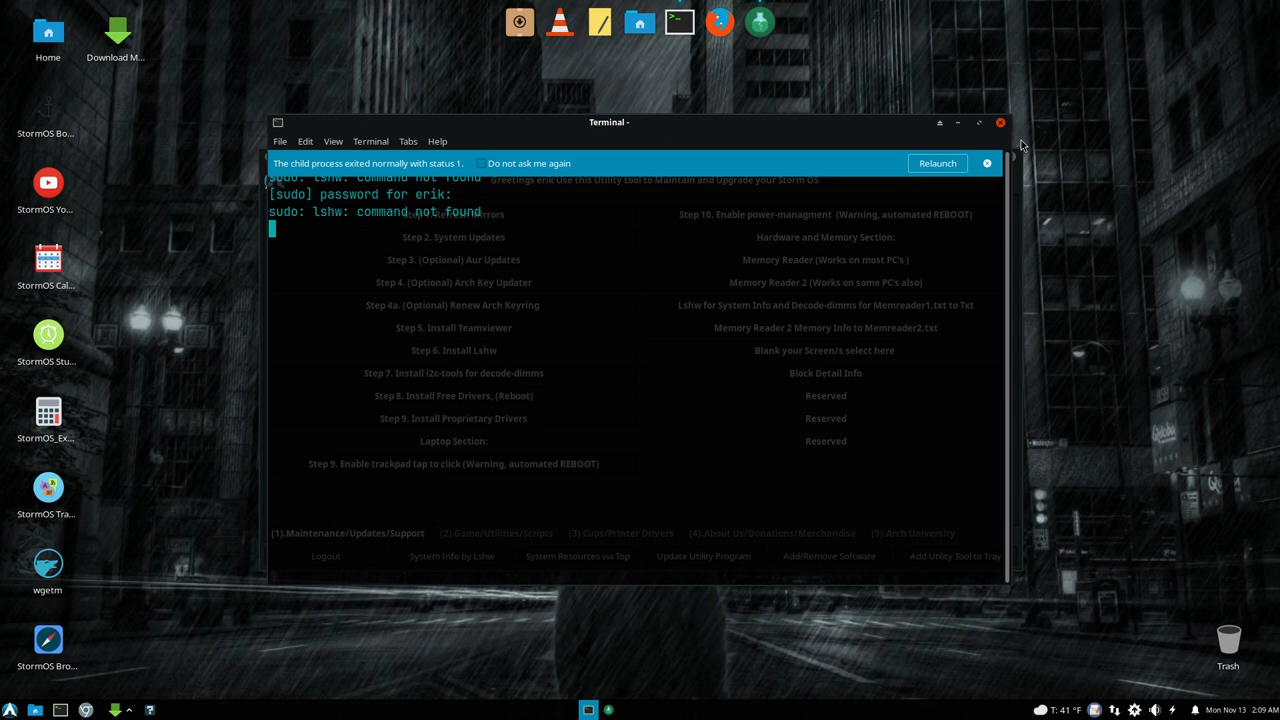 Home
Download M...
StormOS Bo...
StormOS Yo...
StormOS Cal...
StormOS Stu...
StormOS_Ex...
StormOS Tra...
wgetm
StormOS Bro...
Terminal -
File Edit View Terminal Tabs Help
The child process exited normally with status 1. Do not ask me again Relaunch
sudo: lshw: command not found
Greetings erik Use this Utility tool to Maintain and Upgrade your Storm OS
[sudo] password for erik:
sudo: lshw: command not found
Step 10. Enable power-managment (Warning, automated REBOOT)
Step 2. System Updates
Hardware and Memory Section:
Step 3. (Optional) Aur Updates
Memory Reader (Works on most PC's )
Step 4. (Optional) Arch Key Updater
Memory Reader 2 (Works on some PC's also)
Step 4a. (Optional) Renew Arch Keyring
Lshw for System Info and Decode-dimms for Memreader1.txt to Txt
Step 5. Install Teamviewer
Memory Reader 2 Memory Info to Memreader2.txt
Step 6. Install Lshw
Blank your Screen/s select here
Step 7. Install i2c-tools for decode-dimms
Block Detail Info
Step 8. Install Free Drivers, (Reboot)
Reserved
Step 9. Install Proprietary Drivers
Reserved
Laptop Section:
Reserved
Step 9. Enable trackpad tap to click (Warning, automated REBOOT)
(1).Maintenance/Updates/Support (2).Game/Utilities/Scripts (3).Cups/Printer Drivers (4).About Us/Donations/Merchandise (5).Arch University
Logout System Info by Lshw System Resources via Top Update Utility Program Add/Remove Software Add Utility Tool to Tray
Trash
T: 41 °F Mon Nov 13 2:09 AM